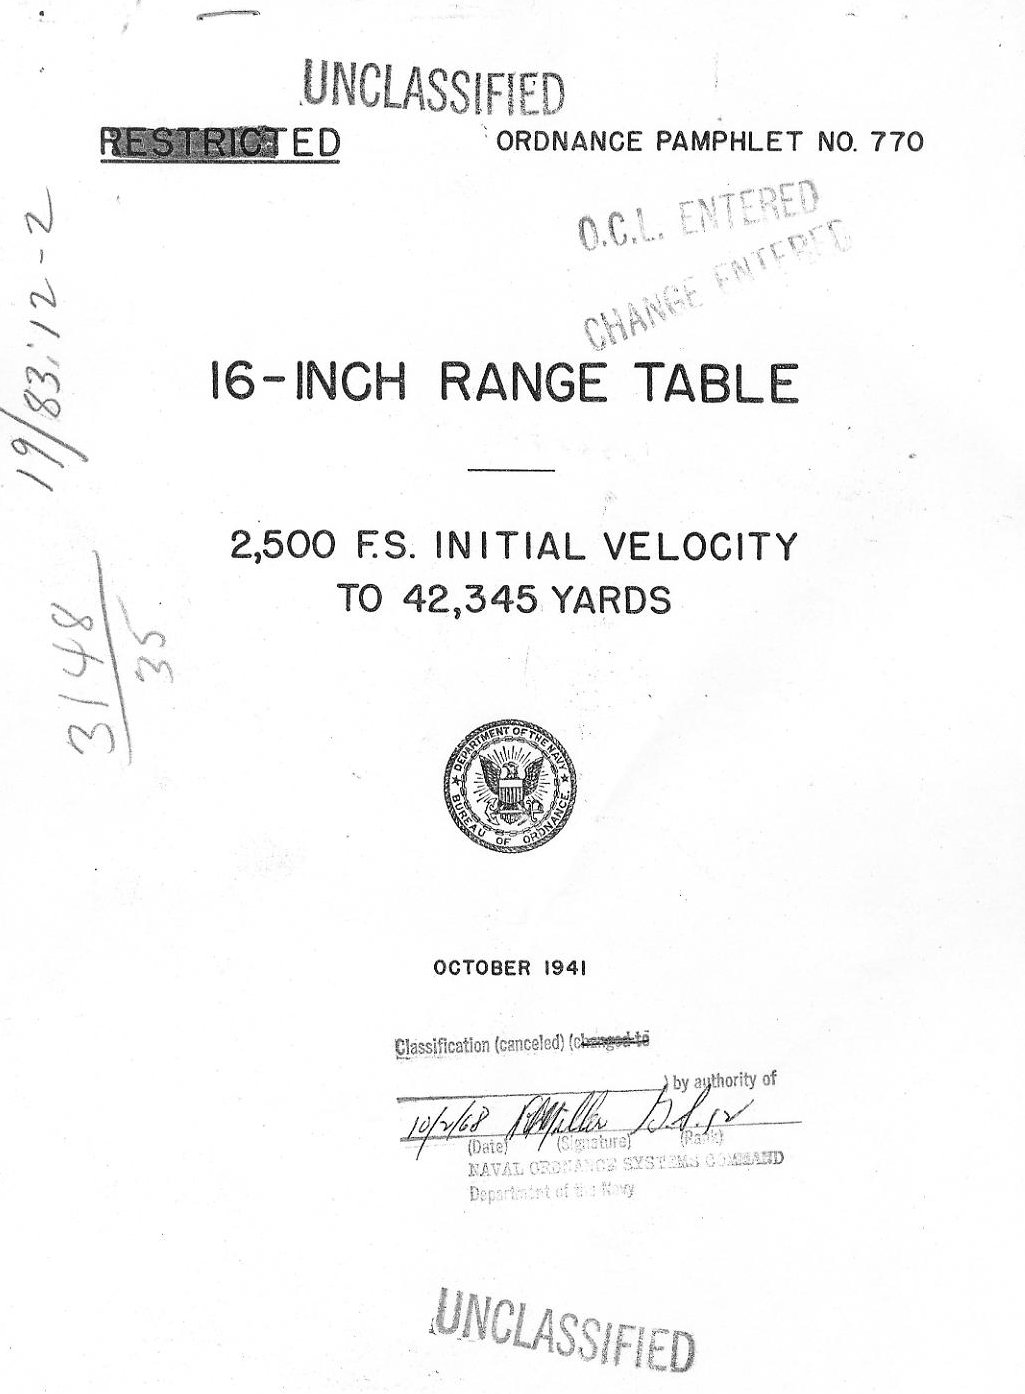 UNCLASSIFIED
RESTRICTED
ORDNANCE PAMPHLET NO. 770
O.C.L. ENTERED
CHANGE ENTERED
19/83:12-2
16-INCH RANGE TABLE
2,500 F.S. INITIAL VELOCITY
TO 42,345 YARDS
3148
35
DEPARTMENT OF THE NAVY
BUREAU OF ORDNANCE
OCTOBER 1941
Classification (canceled) (changed to
) by authority of
10/2/68
(Date) (Signature) (Rank)
NAVAL ORDNANCE SYSTEMS COMMAND
Department of the Navy
UNCLASSIFIED